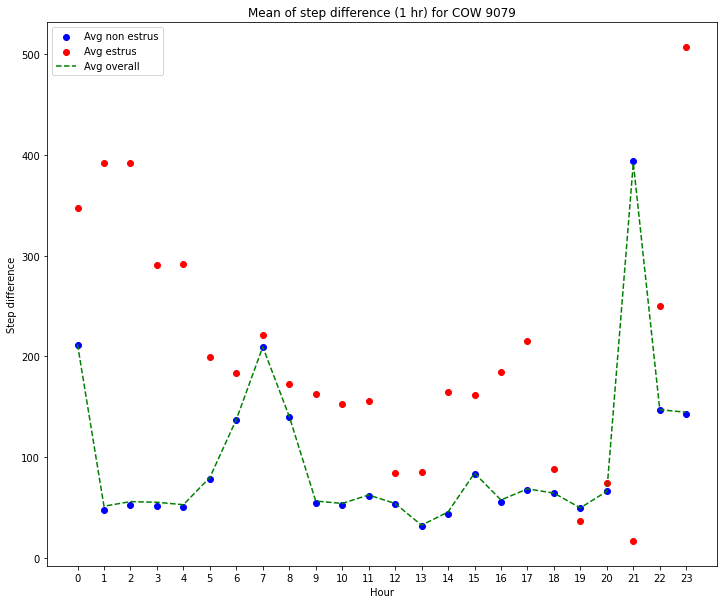 Mean of step difference (1 hr) for COW 9079
Avg non estrus
Avg estrus
Avg overall
500
400
300
200
100
0
Step difference
0 1 2 3 4 5 6 7 8 9 10 11 12 13 14 15 16 17 18 19 20 21 22 23
Hour